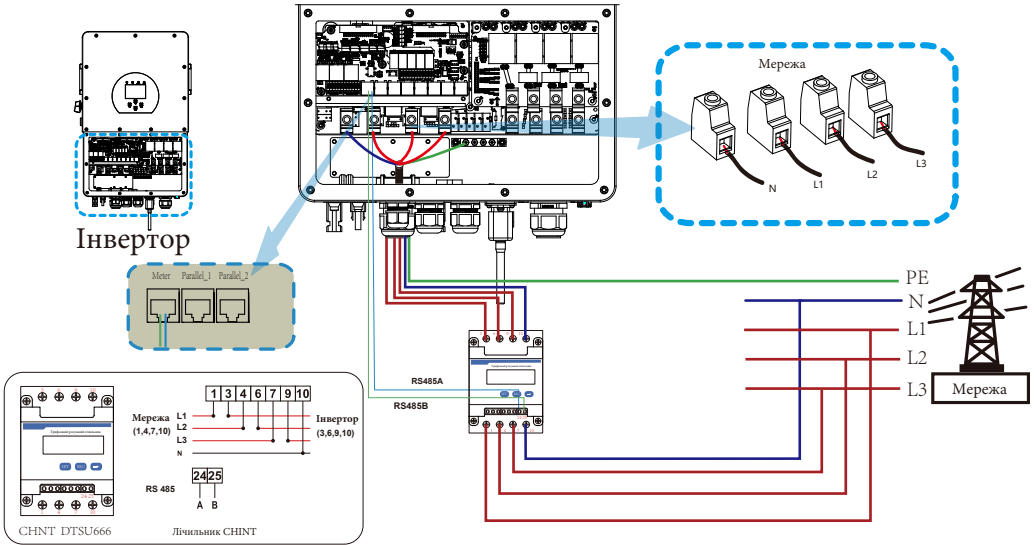 Мережа
N
L1
L2
L3
Інвертор
Meter Parallel_1 Parallel_2
PE
N
L1
L2
L3
Мережа
RS485A
RS485B
24 25
1 3 4 6 7 9 10
Мережа
(1,4,7,10)
L1
L2
L3
N
Інвертор
(3,6,9,10)
24 25
RS 485
A B
CHNT DTSU666
Лічильник CHINT